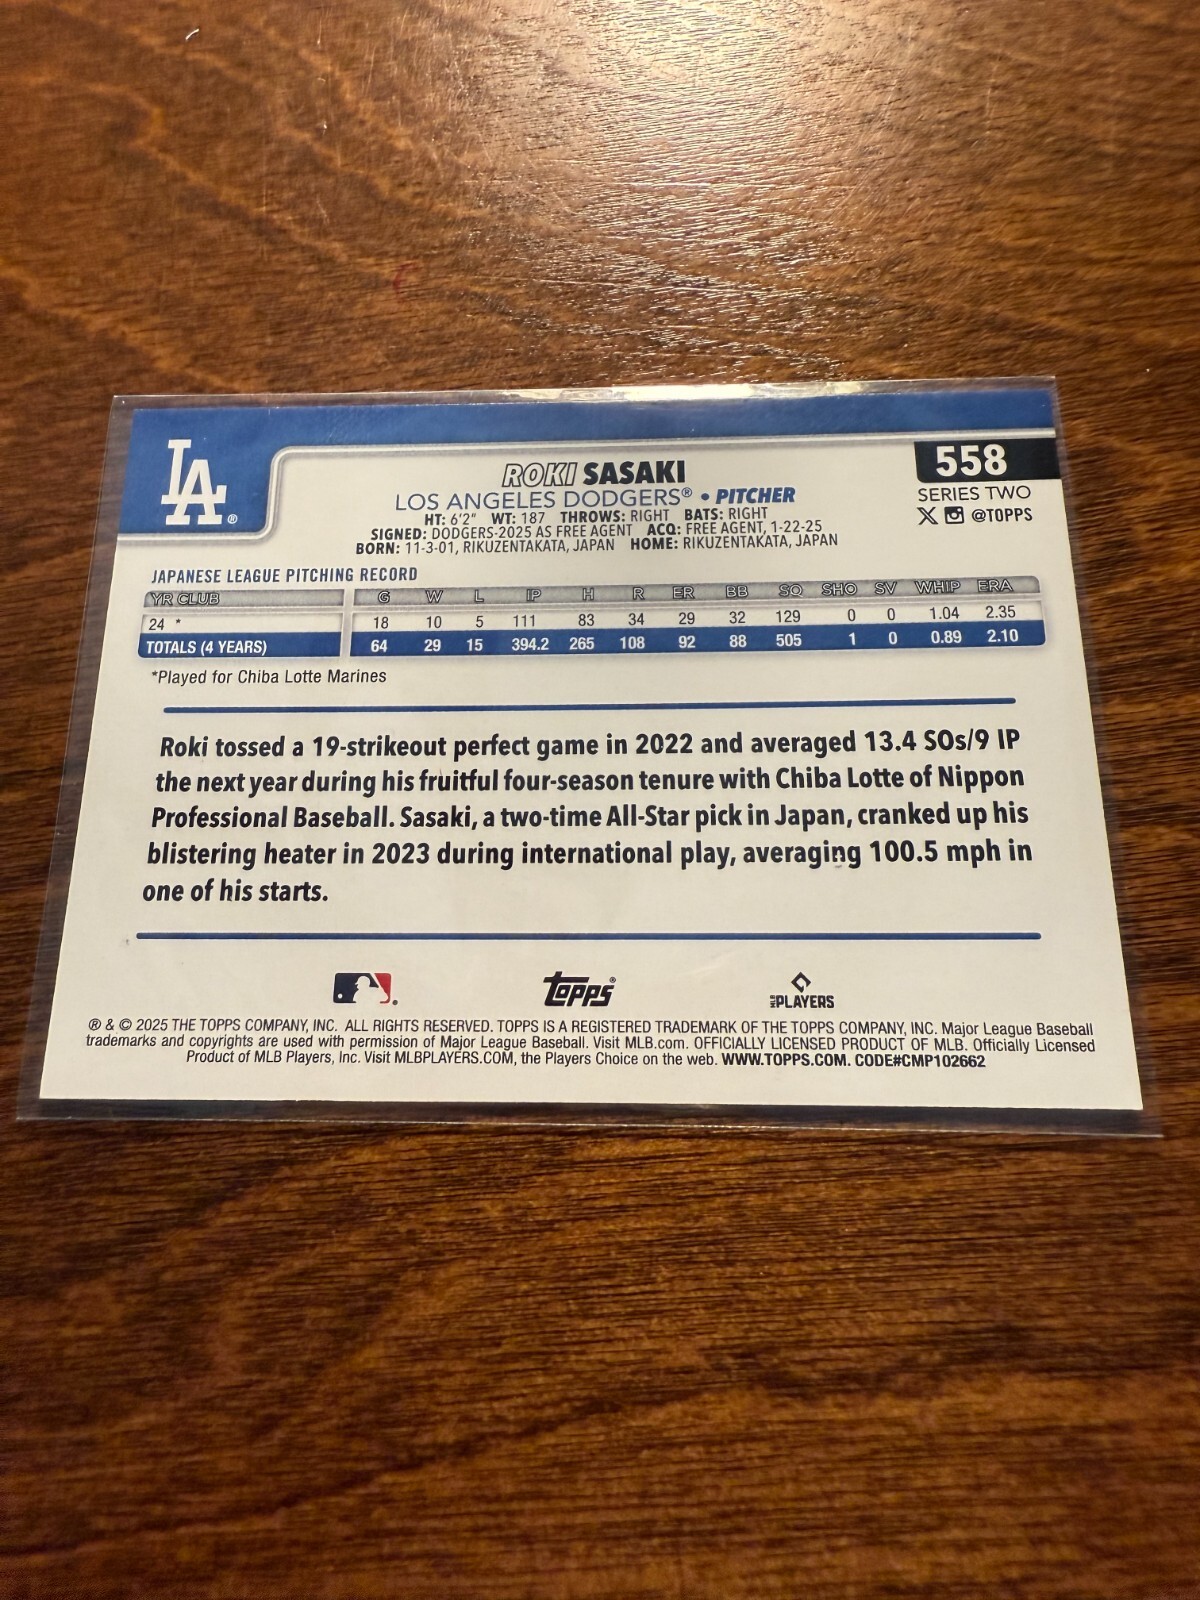 LA®
558
ROKI SASAKI
SERIES TWO
LOS ANGELES DODGERS® • PITCHER
@TOPPS
HT: 6'2" WT: 187 THROWS: RIGHT BATS: RIGHT
SIGNED: DODGERS-2025 AS FREE AGENT ACQ: FREE AGENT, 1-22-25
BORN: 11-3-01, RIKUZENTAKATA, JAPAN HOME: RIKUZENTAKATA, JAPAN
JAPANESE LEAGUE PITCHING RECORD
YR CLUB G W L IP H R ER BB SO SHO SV WHIP ERA
24 * 18 10 5 111 83 34 29 32 129 0 0 1.04 2.35
TOTALS (4 YEARS) 64 29 15 394.2 265 108 92 88 505 1 0 0.89 2.10
*Played for Chiba Lotte Marines
Roki tossed a 19-strikeout perfect game in 2022 and averaged 13.4 SOs/9 IP
the next year during his fruitful four-season tenure with Chiba Lotte of Nippon
Professional Baseball. Sasaki, a two-time All-Star pick in Japan, cranked up his
blistering heater in 2023 during international play, averaging 100.5 mph in
one of his starts.
Topps®
MLB PLAYERS
® & © 2025 THE TOPPS COMPANY, INC. ALL RIGHTS RESERVED. TOPPS IS A REGISTERED TRADEMARK OF THE TOPPS COMPANY, INC. Major League Baseball
trademarks and copyrights are used with permission of Major League Baseball. Visit MLB.com. OFFICIALLY LICENSED PRODUCT OF MLB. Officially Licensed
Product of MLB Players, Inc. Visit MLBPLAYERS.COM, the Players Choice on the web. WWW.TOPPS.COM. CODE#CMP102662